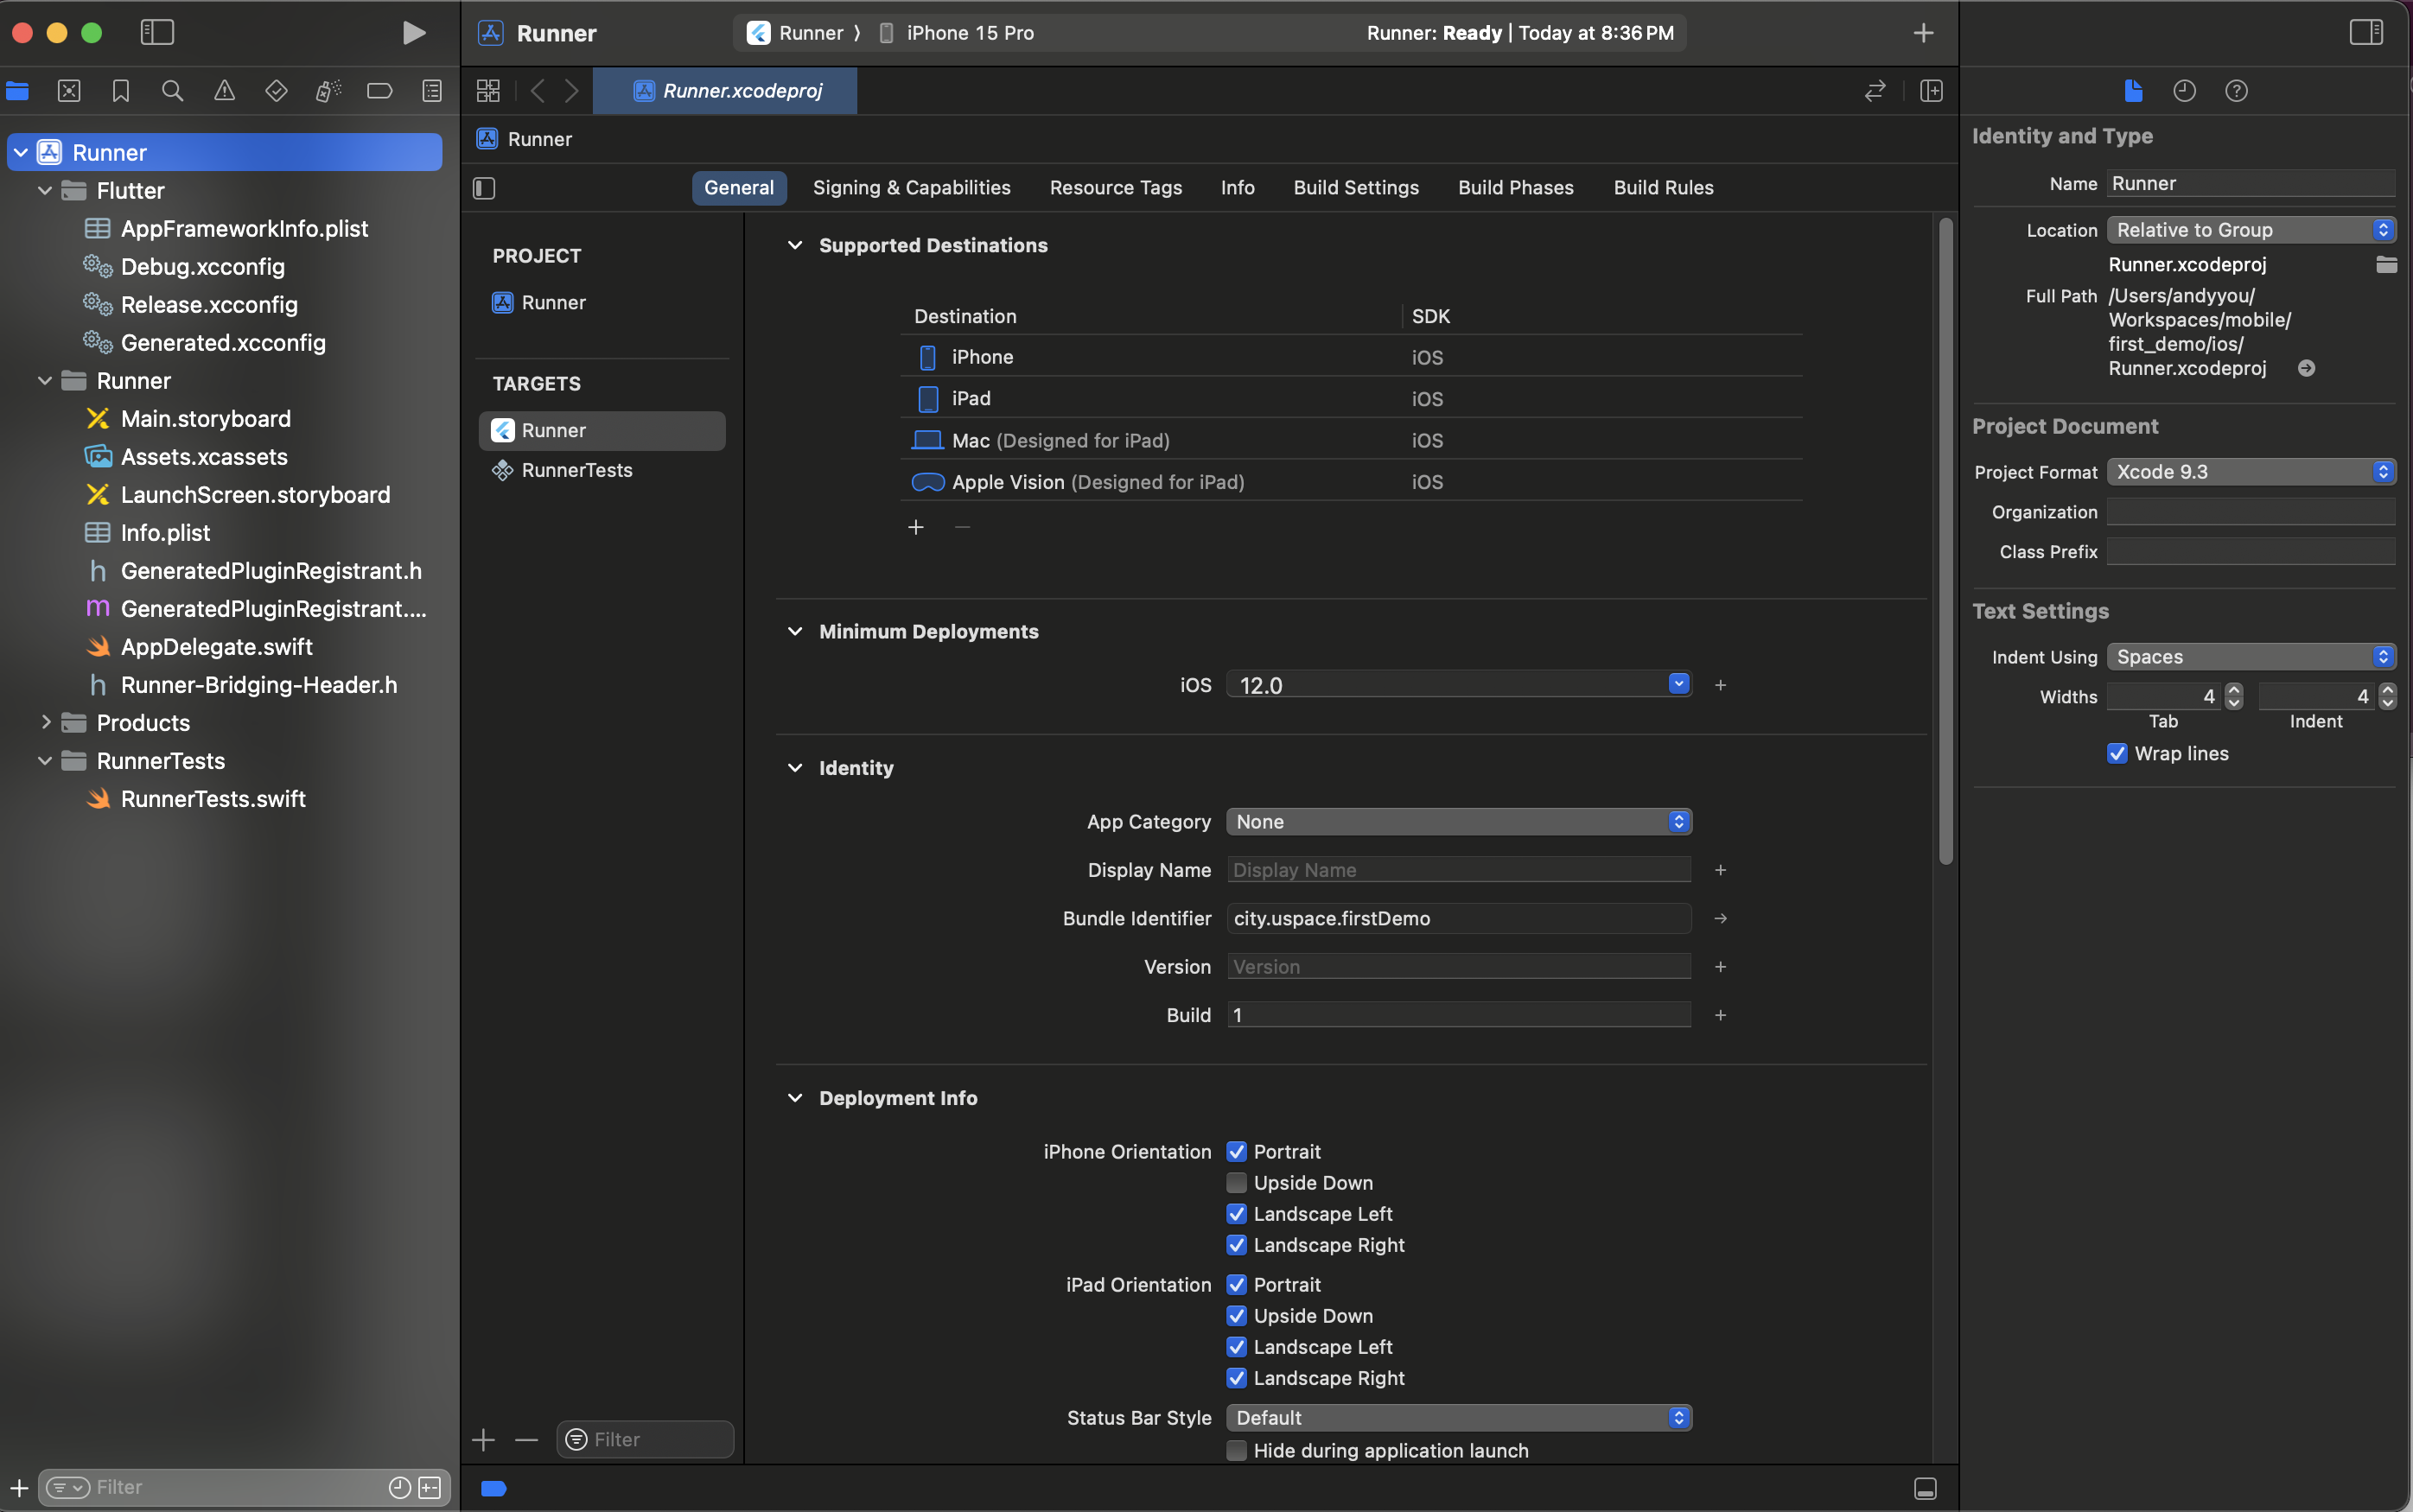 Runner
Runner
iPhone 15 Pro
Runner: Ready | Today at 8:36 PM
Runner.xcodeproj
Runner
Flutter
AppFrameworkInfo.plist
Debug.xcconfig
Release.xcconfig
Generated.xcconfig
Runner
Main.storyboard
Assets.xcassets
LaunchScreen.storyboard
Info.plist
GeneratedPluginRegistrant.h
GeneratedPluginRegistrant....
AppDelegate.swift
Runner-Bridging-Header.h
Products
RunnerTests
RunnerTests.swift
Filter
Runner
General
Signing & Capabilities
Resource Tags
Info
Build Settings
Build Phases
Build Rules
PROJECT
Runner
TARGETS
Runner
RunnerTests
Filter
Supported Destinations
Destination SDK
iPhone iOS
iPad iOS
Mac (Designed for iPad) iOS
Apple Vision (Designed for iPad) iOS
Minimum Deployments
iOS 12.0
Identity
App Category None
Display Name Display Name
Bundle Identifier city.uspace.firstDemo
Version Version
Build 1
Deployment Info
iPhone Orientation Portrait
Upside Down
Landscape Left
Landscape Right
iPad Orientation Portrait
Upside Down
Landscape Left
Landscape Right
Status Bar Style Default
Hide during application launch
Identity and Type
Name Runner
Location Relative to Group
Runner.xcodeproj
Full Path /Users/andyyou/
Workspaces/mobile/
first_demo/ios/
Runner.xcodeproj
Project Document
Project Format Xcode 9.3
Organization
Class Prefix
Text Settings
Indent Using Spaces
Widths 4 4
Tab Indent
Wrap lines